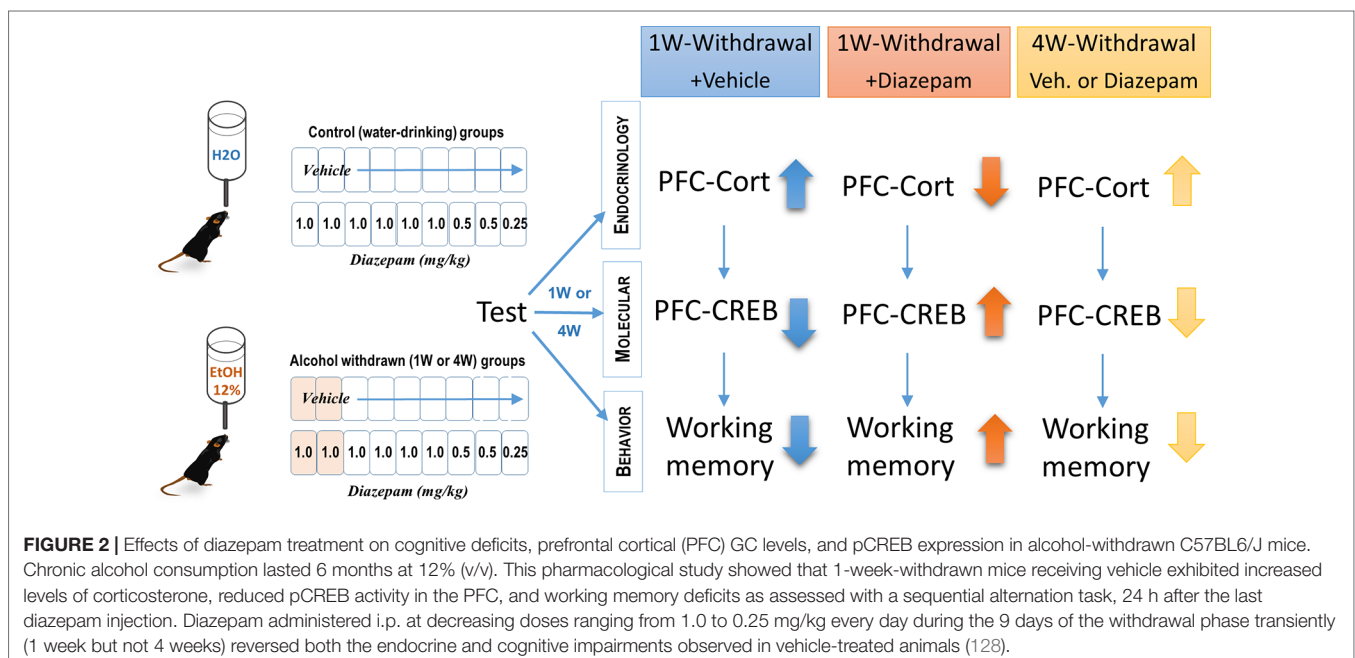 1W-Withdrawal
+Vehicle
1W-Withdrawal
+Diazepam
4W-Withdrawal
Veh. or Diazepam
H2O
Control (water-drinking) groups
Vehicle
1.0 1.0 1.0 1.0 1.0 1.0 0.5 0.5 0.25
Diazepam (mg/kg)
EtOH
12%
Alcohol withdrawn (1W or 4W) groups
Vehicle
1.0 1.0 1.0 1.0 1.0 1.0 0.5 0.5 0.25
Diazepam (mg/kg)
Test
1W or
4W
ENDOCRINOLOGY
PFC-Cort
PFC-Cort
PFC-Cort
MOLECULAR
PFC-CREB
PFC-CREB
PFC-CREB
BEHAVIOR
Working
memory
Working
memory
Working
memory
FIGURE 2 | Effects of diazepam treatment on cognitive deficits, prefrontal cortical (PFC) GC levels, and pCREB expression in alcohol-withdrawn C57BL6/J mice.
Chronic alcohol consumption lasted 6 months at 12% (v/v). This pharmacological study showed that 1-week-withdrawn mice receiving vehicle exhibited increased
levels of corticosterone, reduced pCREB activity in the PFC, and working memory deficits as assessed with a sequential alternation task, 24 h after the last
diazepam injection. Diazepam administered i.p. at decreasing doses ranging from 1.0 to 0.25 mg/kg every day during the 9 days of the withdrawal phase transiently
(1 week but not 4 weeks) reversed both the endocrine and cognitive impairments observed in vehicle-treated animals (128).